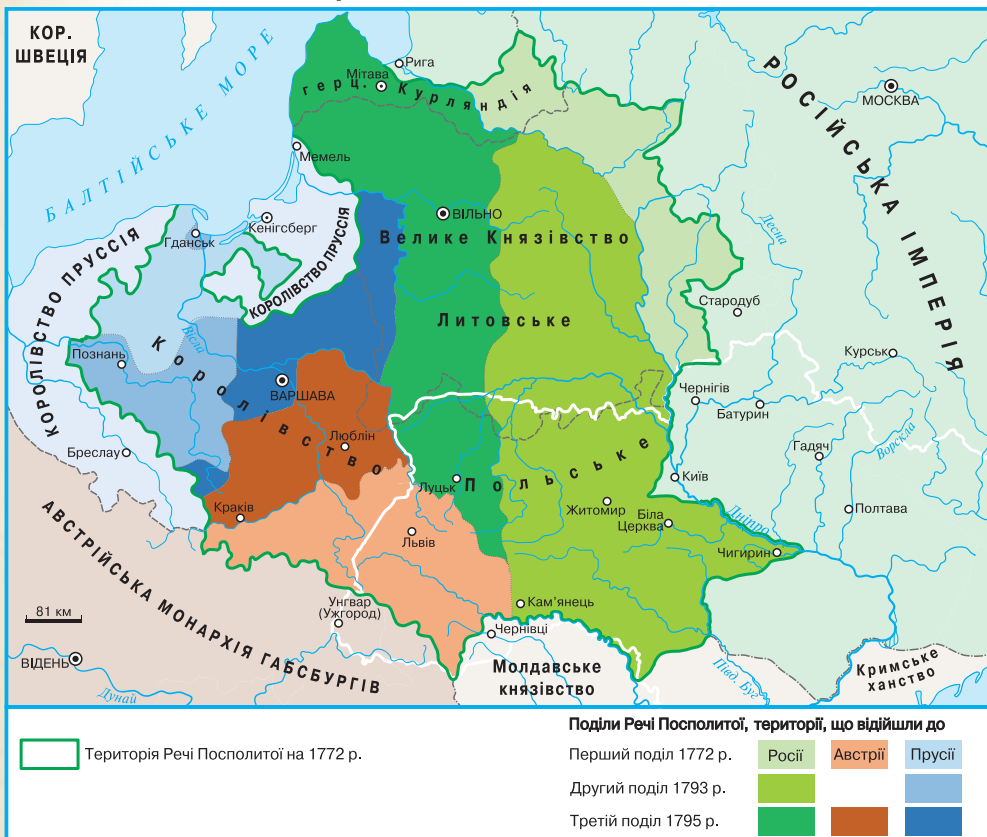 КОР.
ШВЕЦІЯ
БАЛТІЙСЬКЕ МОРЕ
Рига
Мітава
герц. Курляндія
РОСІЙСЬКА ІМПЕРІЯ
МОСКВА
Мемель
Кенігсберг
Гданськ
ВІЛЬНО
Велике Князівство
Литовське
КОРОЛІВСТВО ПРУССІЯ
КОРОЛІВСТВО ПРУССІЯ
Десна
Стародуб
Познань
Вісла
Королівство
Польське
ВАРШАВА
Курськ
Чернігів
Батурин
Бреслау
Люблін
Гадяч
Ворскла
Луцьк
Київ
Краків
Житомир
Біла
Церква
Дніпро
Полтава
Львів
Чигирин
АВСТРІЙСЬКА МОНАРХІЯ ГАБСБУРГІВ
81 км
Унгвар
(Ужгород)
Кам’янець
Чернівці
ВІДЕНЬ
Дунай
Молдавське
князівство
Півд. Буг
Кримське
ханство
Територія Речі Посполитої на 1772 р.
Поділи Речі Посполитої, території, що відійшли до
Перший поділ 1772 р. Росії Австрії Прусії
Другий поділ 1793 р.
Третій поділ 1795 р.